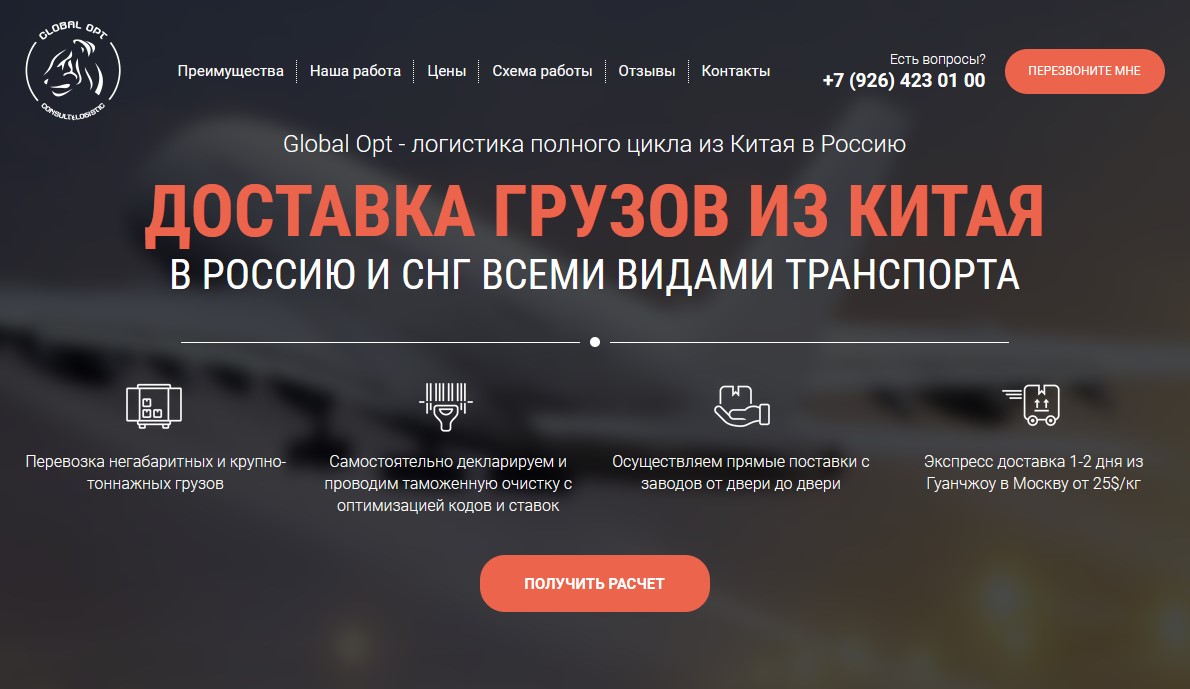 GLOBAL OPT
CONSULT&LOGISTIC
Преимущества
Наша работа
Цены
Схема работы
Отзывы
Контакты
Есть вопросы?
+7 (926) 423 01 00
ПЕРЕЗВОНИТЕ МНЕ
Global Opt - логистика полного цикла из Китая в Россию
ДОСТАВКА ГРУЗОВ ИЗ КИТАЯ
В РОССИЮ И СНГ ВСЕМИ ВИДАМИ ТРАНСПОРТА
Перевозка негабаритных и крупно-
тоннажных грузов
Самостоятельно декларируем и
проводим таможенную очистку с
оптимизацией кодов и ставок
Осуществляем прямые поставки с
заводов от двери до двери
Экспресс доставка 1-2 дня из
Гуанчжоу в Москву от 25$/кг
ПОЛУЧИТЬ РАСЧЕТ